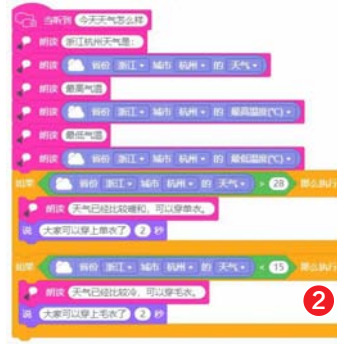 当听到 今天天气怎么样
朗读 浙江杭州天气是：
朗读 省份 浙江 城市 杭州 的 天气
朗读 最高气温
朗读 省份 浙江 城市 杭州 的 最高温度(℃)
朗读 最低气温
朗读 省份 浙江 城市 杭州 的 最低温度(℃)
如果 省份 浙江 城市 杭州 的 天气 > 28 那么执行
朗读 天气已经比较暖和，可以穿单衣。
说 大家可以穿上单衣了 2 秒
如果 省份 浙江 城市 杭州 的 天气 < 15 那么执行
朗读 天气已经比较冷，可以穿毛衣。
说 大家可以穿上毛衣了 2 秒
2